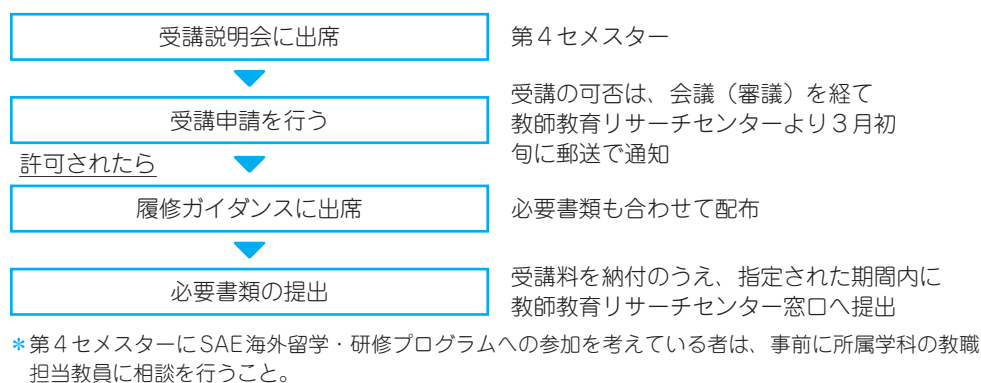 受講説明会に出席
第4セメスター
受講申請を行う
受講の可否は、会議（審議）を経て
教師教育リサーチセンターより3月初
旬に郵送で通知
許可されたら
履修ガイダンスに出席
必要書類も合わせて配布
必要書類の提出
受講料を納付のうえ、指定された期間内に
教師教育リサーチセンター窓口へ提出
＊第4セメスターにSAE海外留学・研修プログラムへの参加を考えている者は、事前に所属学科の教職
担当教員に相談を行うこと。